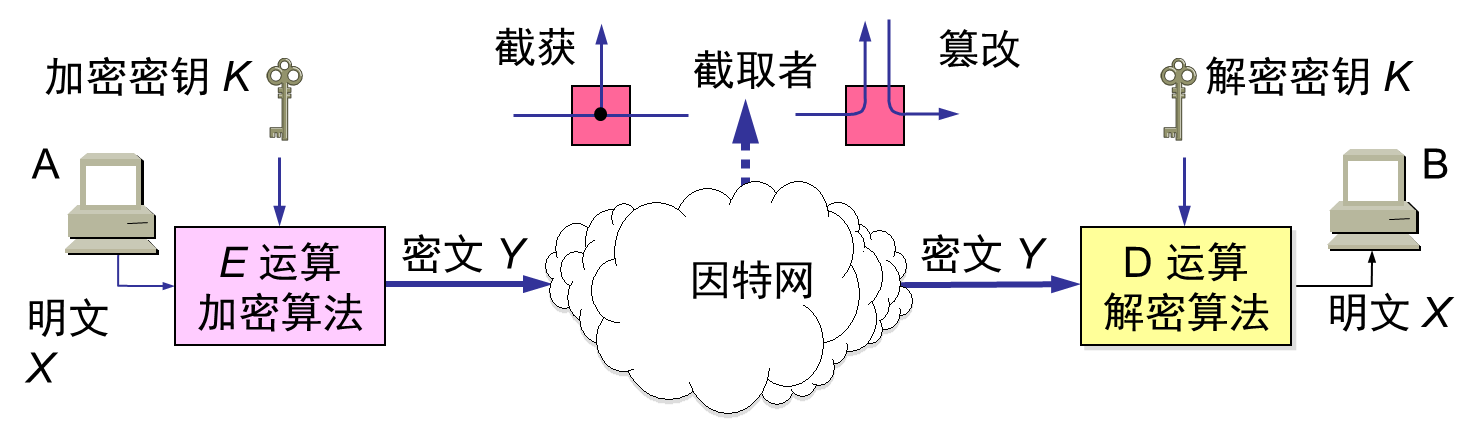 截获
截取者
篡改
加密密钥 K
解密密钥 K
A
B
E 运算
加密算法
密文 Y
因特网
密文 Y
D 运算
解密算法
明文
X
明文 X